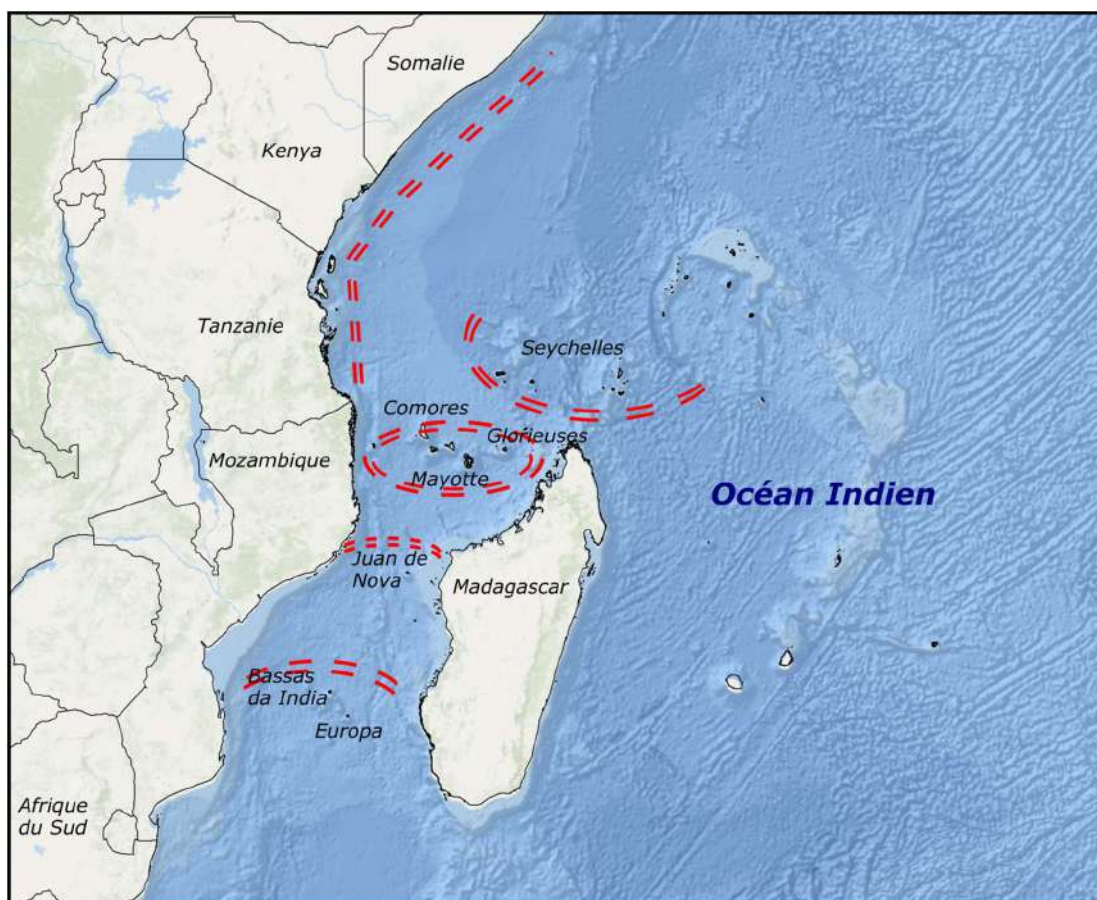 Somalie
Kenya
Tanzanie
Seychelles
Comores
Glorieuses
Mozambique
Mayotte
Océan Indien
Juan de
Nova
Madagascar
Bassas
da India
Europa
Afrique
du Sud